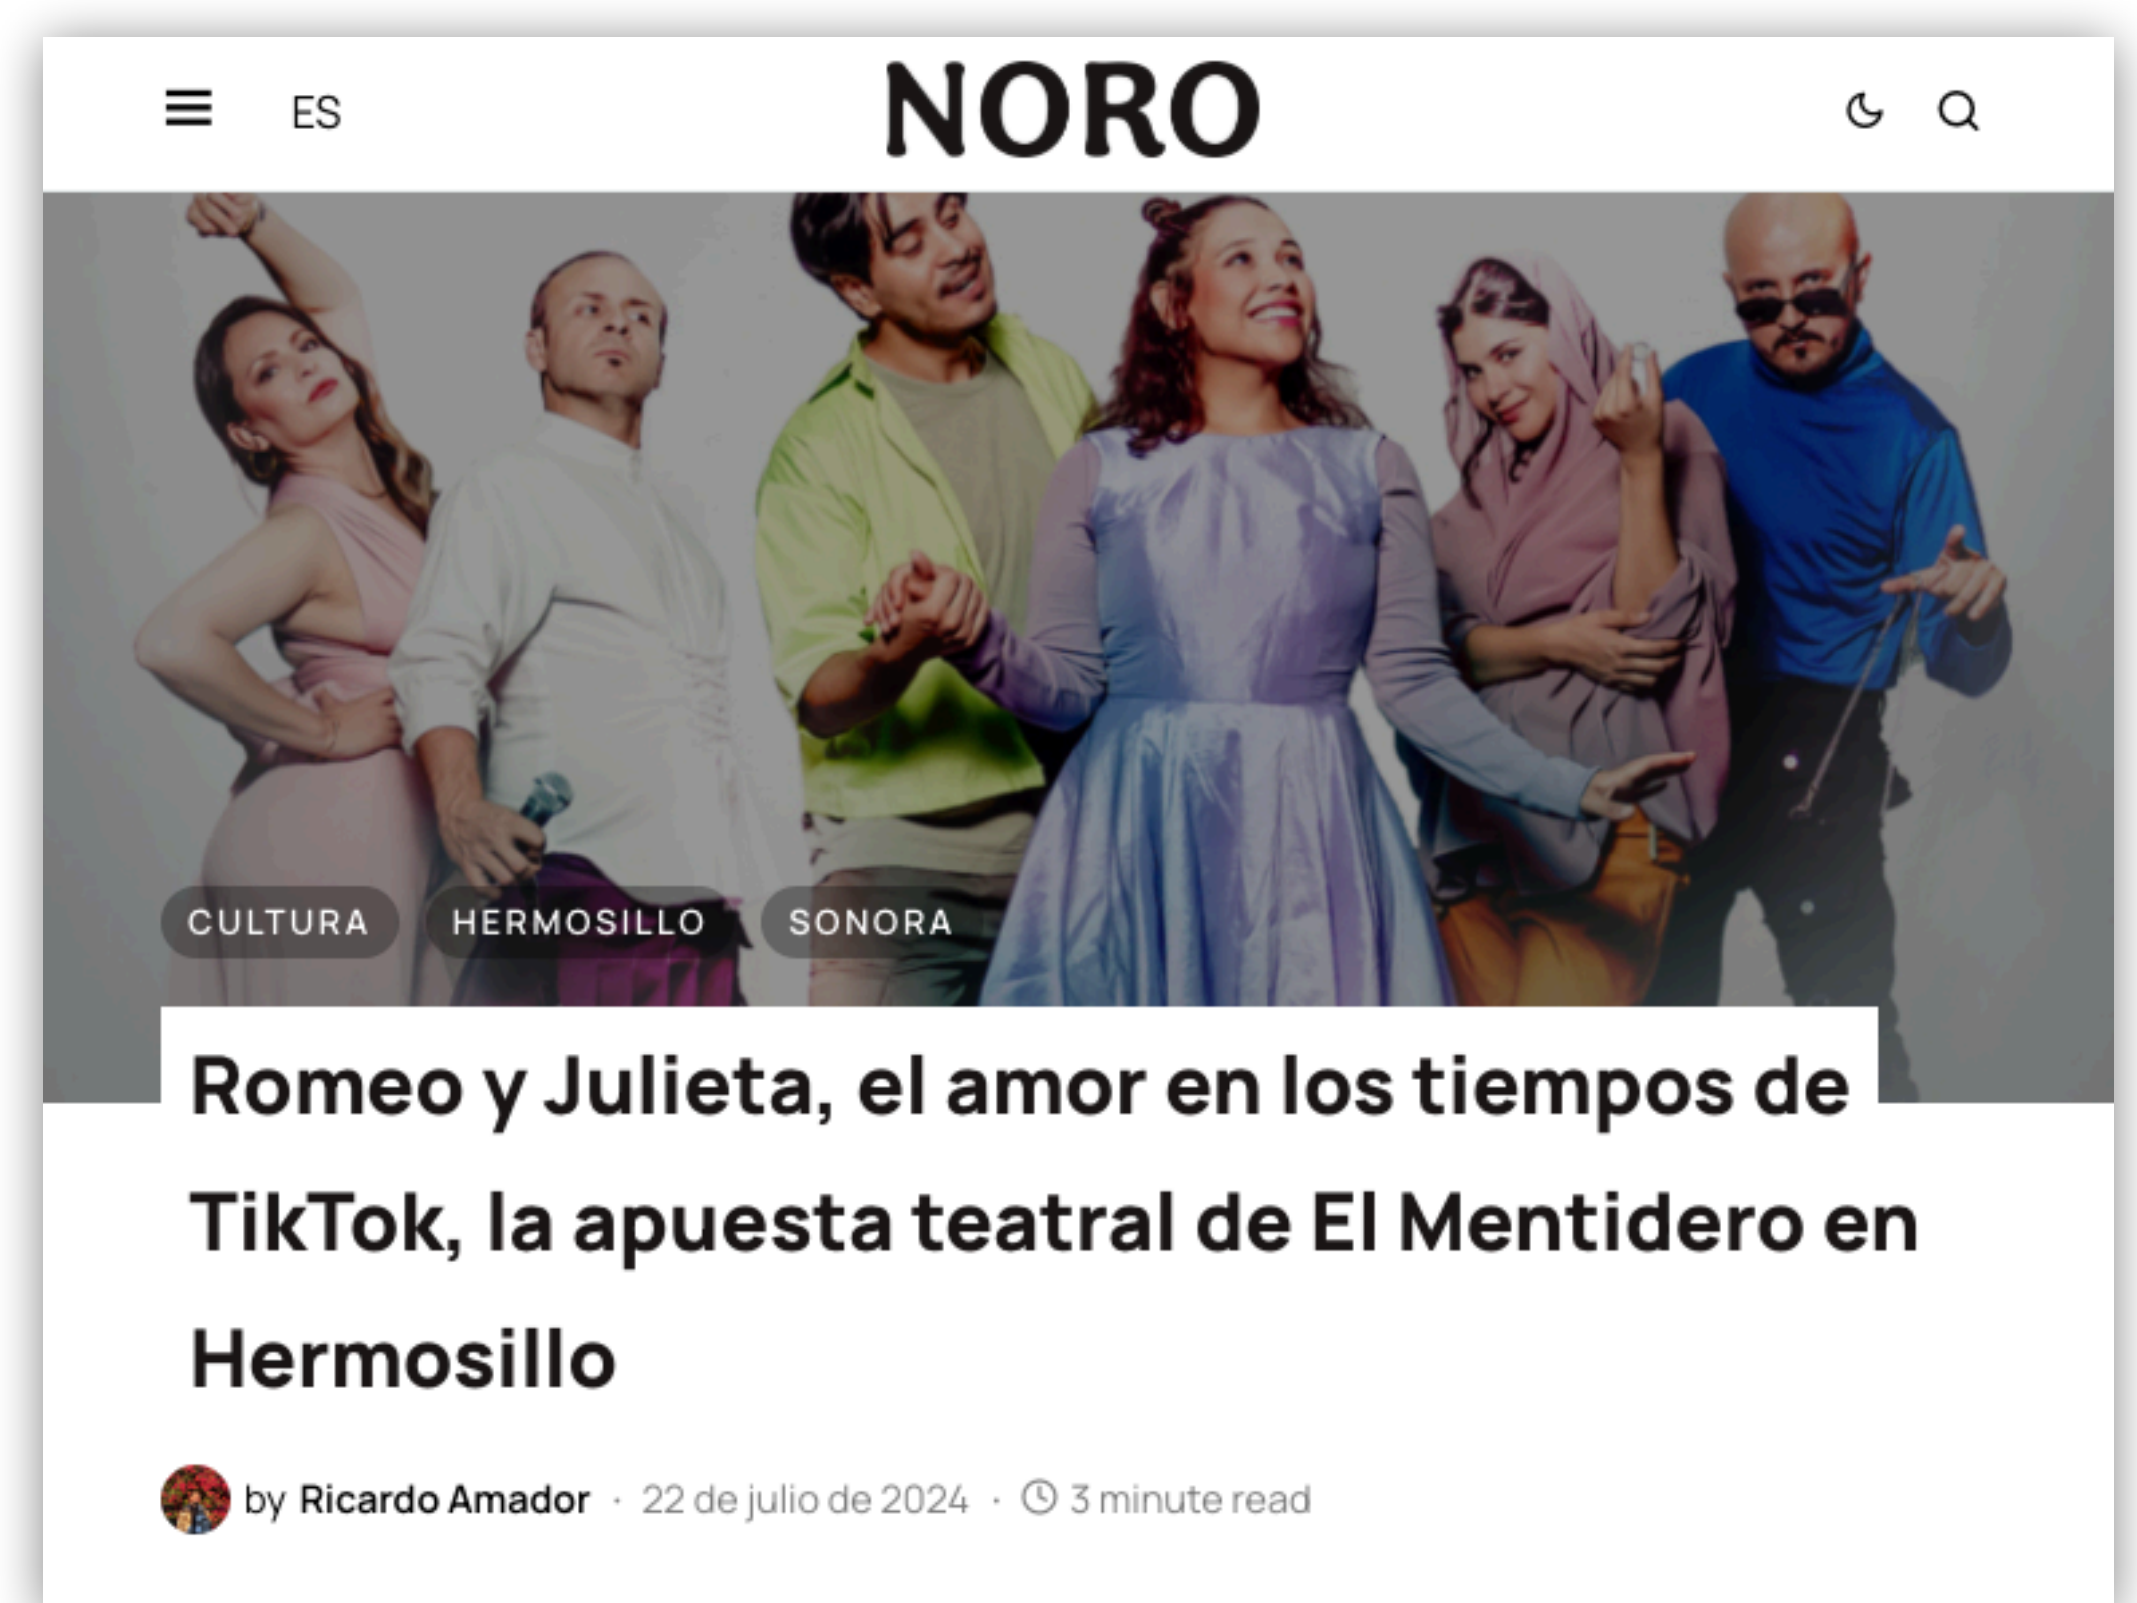 ES
NORO
CULTURA
HERMOSILLO
SONORA
Romeo y Julieta, el amor en los tiempos de
TikTok, la apuesta teatral de El Mentidero en
Hermosillo
by Ricardo Amador · 22 de julio de 2024 · 3 minute read